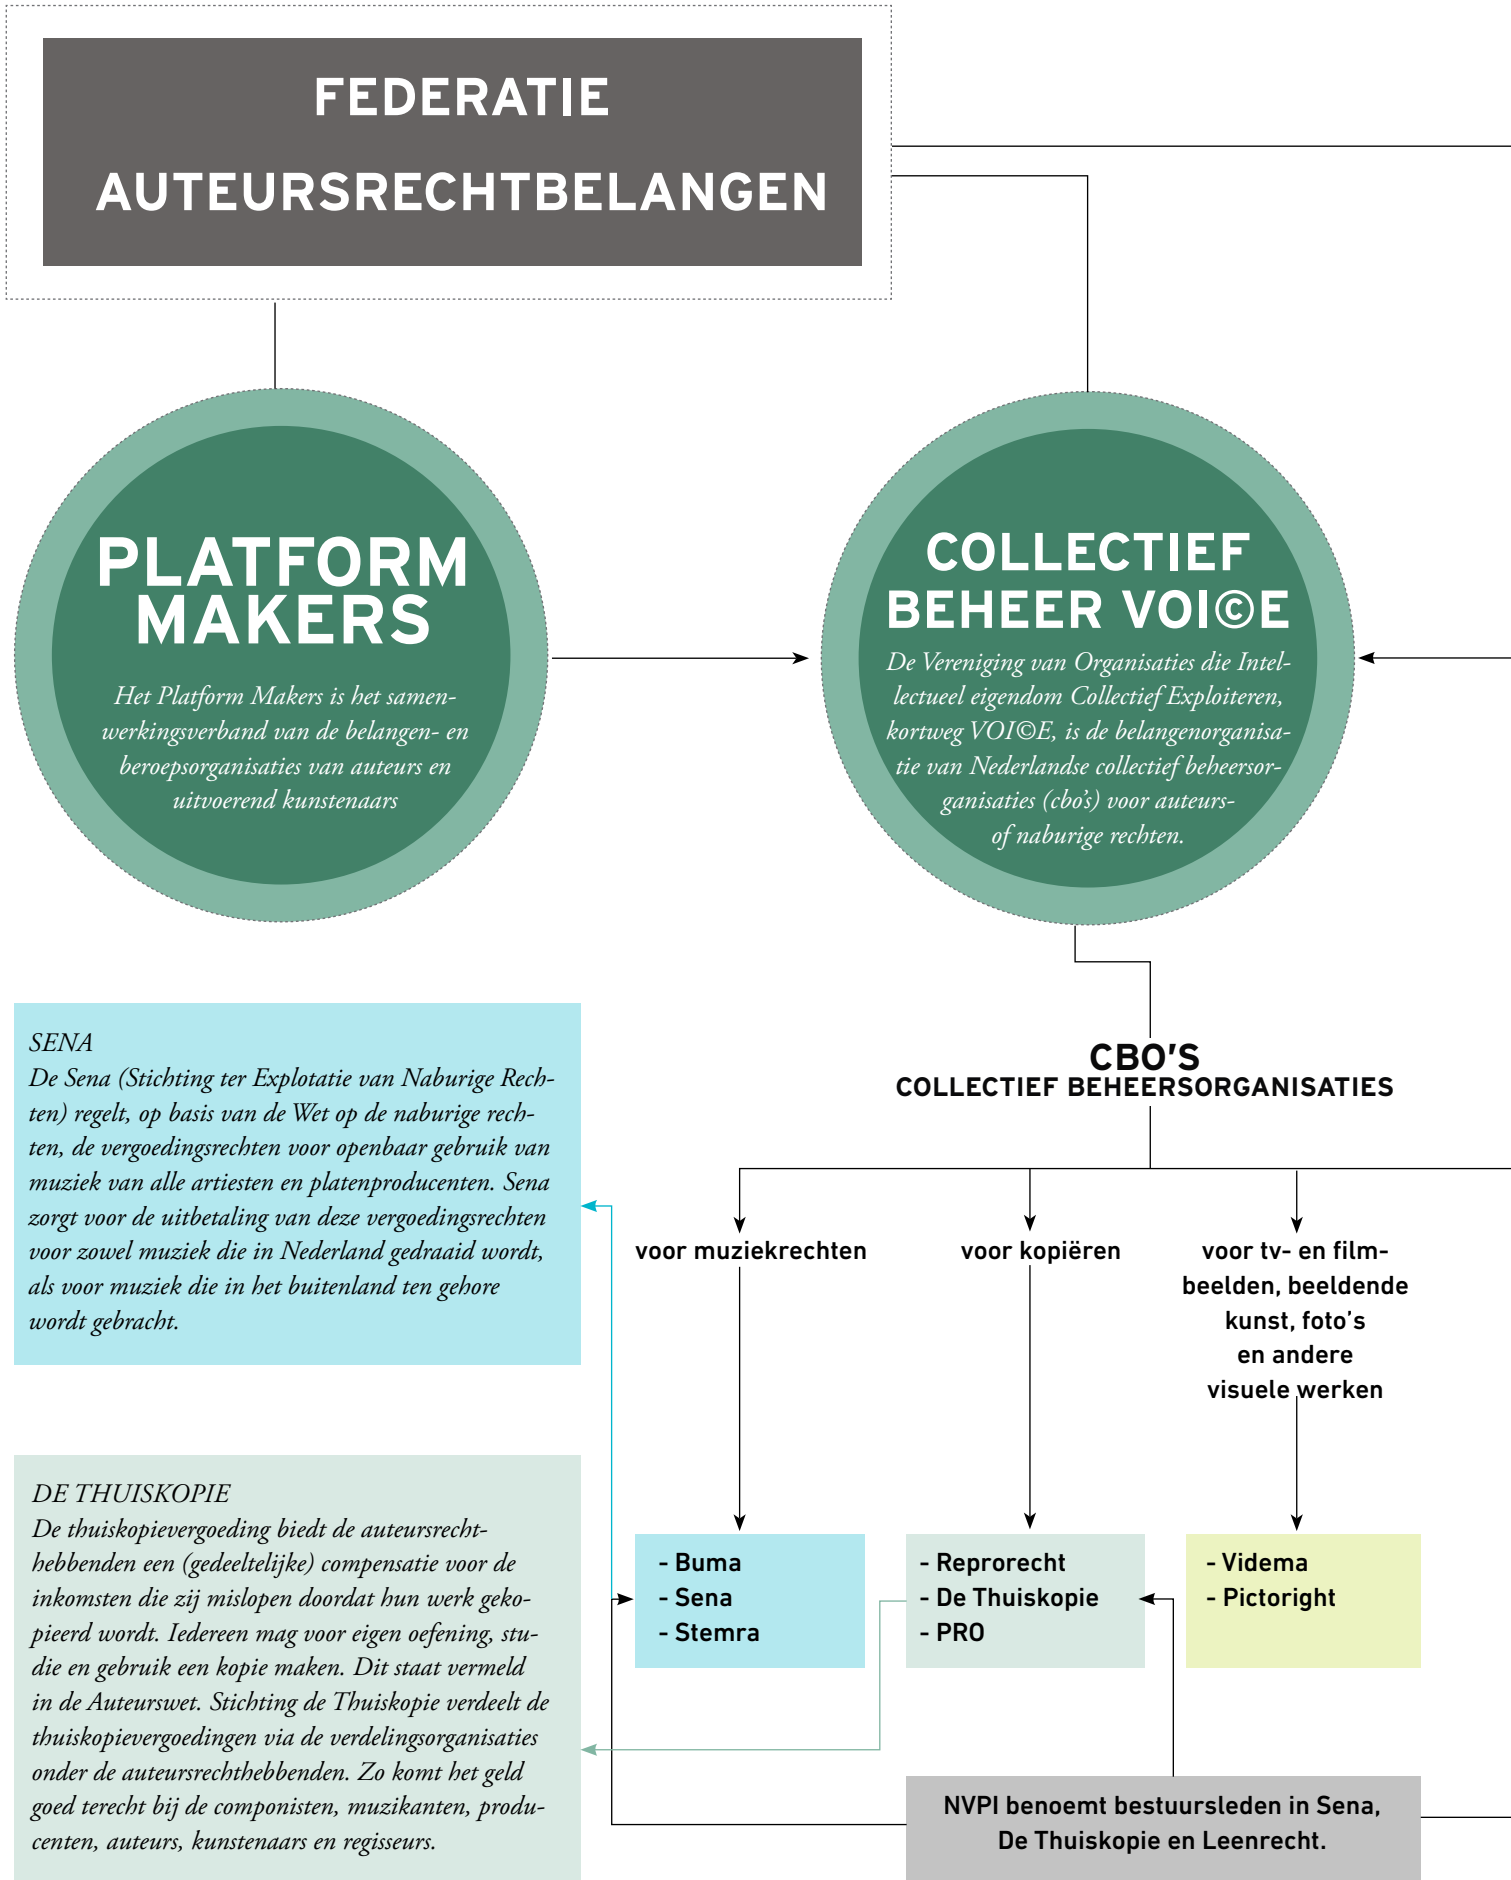 FEDERATIE
AUTEURSRECHTBELANGEN
PLATFORM
MAKERS
Het Platform Makers is het samen-
werkingsverband van de belangen- en
beroepsorganisaties van auteurs en
uitvoerend kunstenaars
COLLECTIEF
BEHEER VOI©E
De Vereniging van Organisaties die Intel-
lectueel eigendom Collectief Exploiteren,
kortweg VOI©E, is de belangenorganisa-
tie van Nederlandse collectief beheersor-
ganisaties (cbo's) voor auteurs-
of naburige rechten.
SENA
De Sena (Stichting ter Explotatie van Naburige Rech-
ten) regelt, op basis van de Wet op de naburige rech-
ten, de vergoedingsrechten voor openbaar gebruik van
muziek van alle artiesten en platenproducenten. Sena
zorgt voor de uitbetaling van deze vergoedingsrechten
voor zowel muziek die in Nederland gedraaid wordt,
als voor muziek die in het buitenland ten gehore
wordt gebracht.
CBO'S
COLLECTIEF BEHEERSORGANISATIES
voor muziekrechten
voor kopiëren
voor tv- en film-
beelden, beeldende
kunst, foto's
en andere
visuele werken
DE THUISKOPIE
De thuiskopievergoeding biedt de auteursrecht-
hebbenden een (gedeeltelijke) compensatie voor de
inkomsten die zij mislopen doordat hun werk geko-
pieerd wordt. Iedereen mag voor eigen oefening, stu-
die en gebruik een kopie maken. Dit staat vermeld
in de Auteurswet. Stichting de Thuiskopie verdeelt de
thuiskopievergoedingen via de verdelingsorganisaties
onder de auteursrechthebbenden. Zo komt het geld
goed terecht bij de componisten, muzikanten, produ-
centen, auteurs, kunstenaars en regisseurs.
- Buma
- Sena
- Stemra
- Reprorecht
- De Thuiskopie
- PRO
- Videma
- Pictoright
NVPI benoemt bestuursleden in Sena,
De Thuiskopie en Leenrecht.